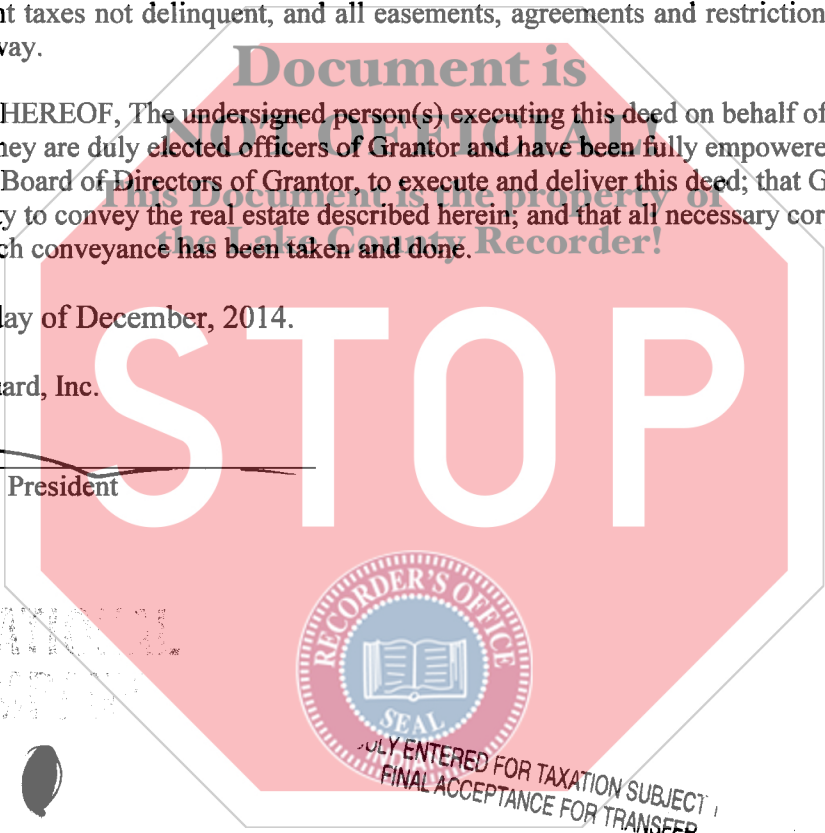 nt taxes not delinquent, and all easements, agreements and restriction
way.
Document is
HEREOF, The undersigned person(s) executing this deed on behalf of
NOT OFFICIAL!
hey are duly elected officers of Grantor and have been fully empowere
Board of Directors of Grantor, to execute and deliver this deed; that G
This Document is the property of
ty to convey the real estate described herein; and that all necessary cor
the Lake County Recorder!
ch conveyance has been taken and done.
day of December, 2014.
STOP
uard, Inc.
President
RECORDER'S OFFICE
SEAL
INDIANA
DULY ENTERED FOR TAXATION SUBJECT
FINAL ACCEPTANCE FOR TRANSFER